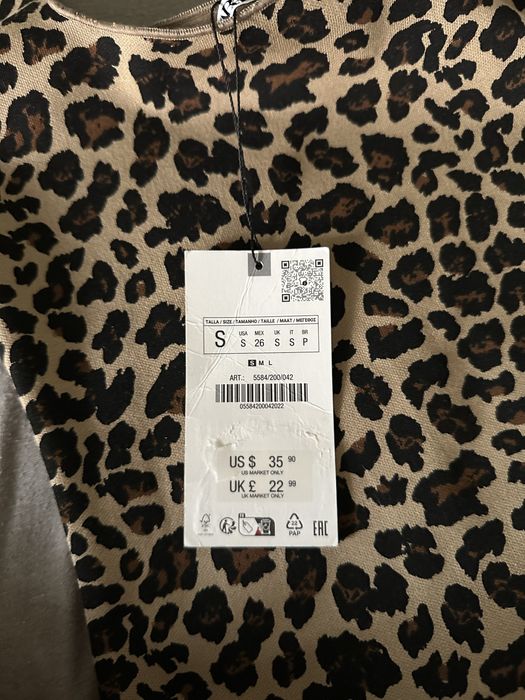 TALLA / SIZE / TAMANHO / TAILLE / MAAT / ΜΕΓΕΘΟΣ
S
USA MEX UK IT BR
S 26 S S P
S M L
ART.: 5584/200/042
05584200042022
US $ 35 90
US MARKET ONLY
UK £ 22 99
UK MARKET ONLY
FSC
22
PAP
EAC